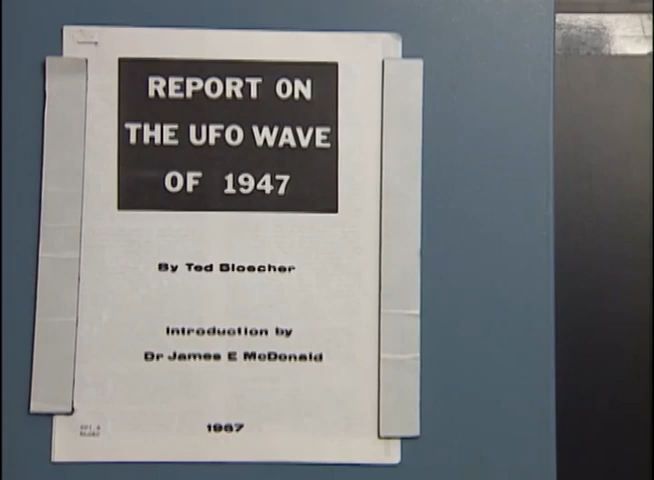 REPORT ON
THE UFO WAVE
OF 1947
By Ted Bloecher
Introduction by
Dr James E McDonald
1967